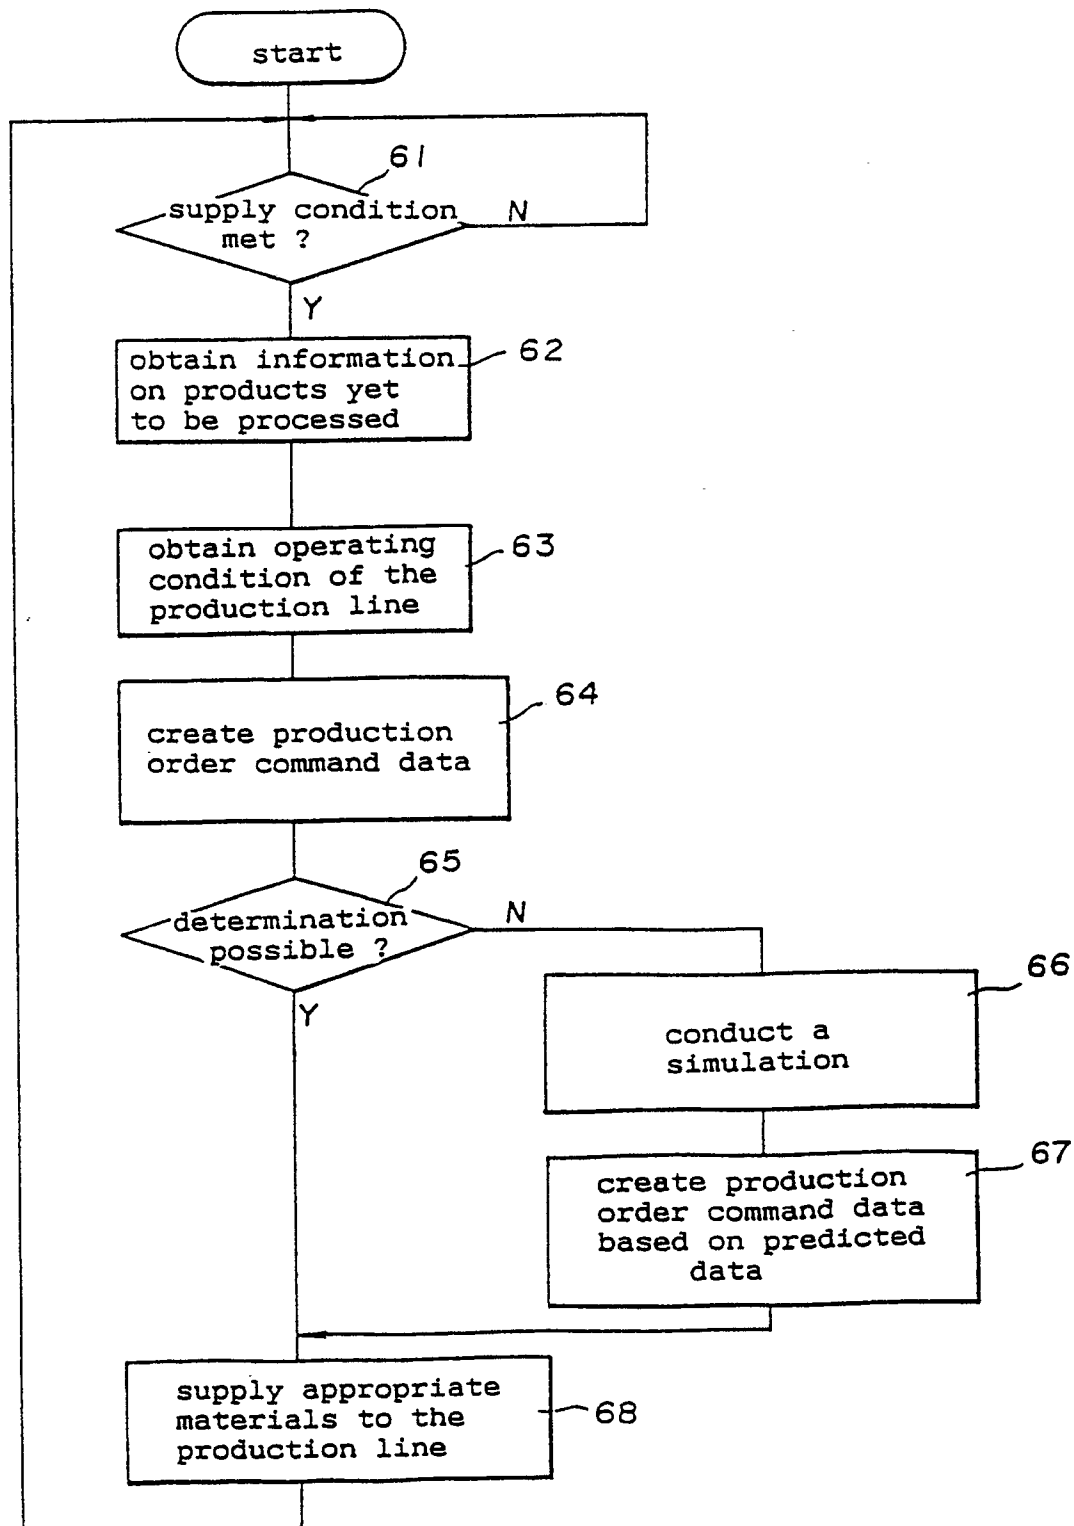 start
61
supply condition
met ?
N
Y
62
obtain information
on products yet
to be processed
63
obtain operating
condition of the
production line
64
create production
order command data
65
determination
possible ?
N
Y
66
conduct a
simulation
67
create production
order command data
based on predicted
data
supply appropriate
materials to the
production line
68